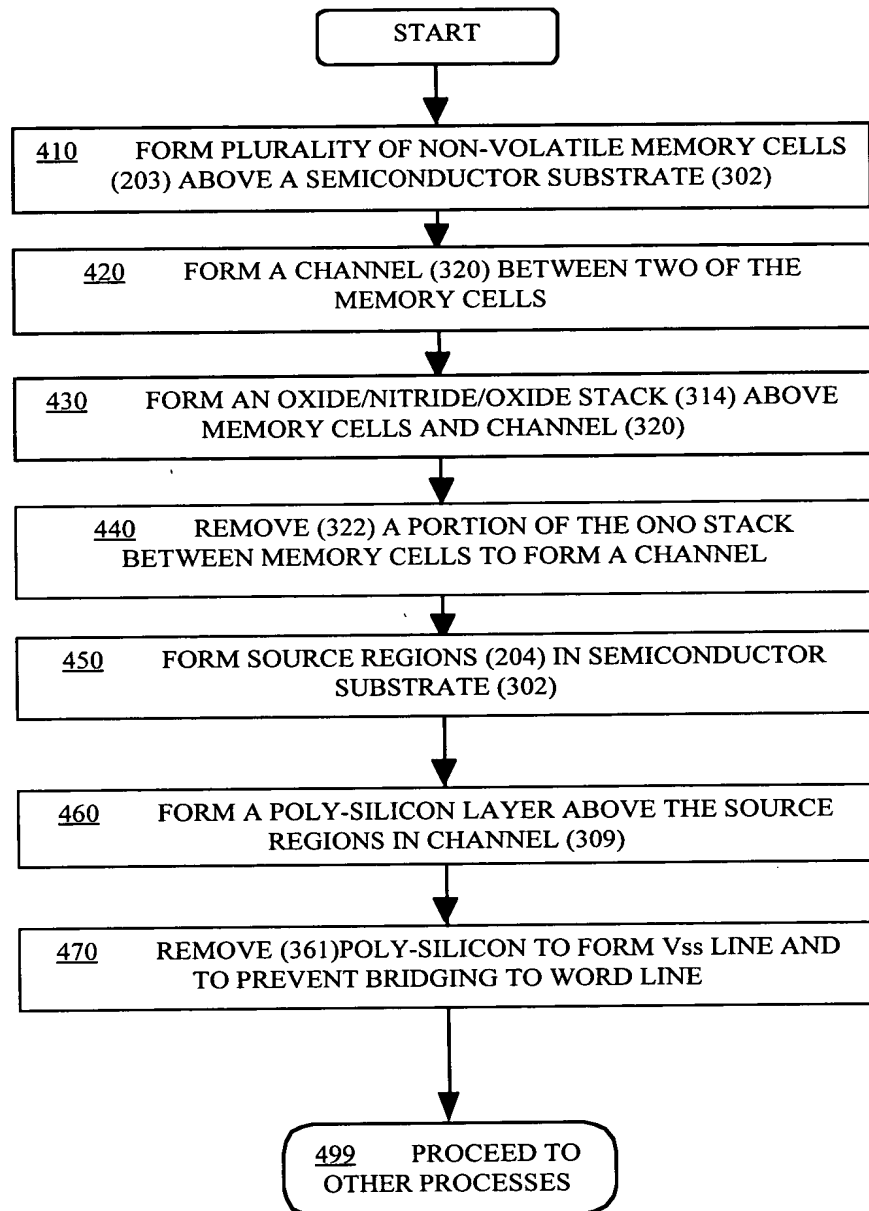 START
410 FORM PLURALITY OF NON-VOLATILE MEMORY CELLS
(203) ABOVE A SEMICONDUCTOR SUBSTRATE (302)
420 FORM A CHANNEL (320) BETWEEN TWO OF THE
MEMORY CELLS
430 FORM AN OXIDE/NITRIDE/OXIDE STACK (314) ABOVE
MEMORY CELLS AND CHANNEL (320)
440 REMOVE (322) A PORTION OF THE ONO STACK
BETWEEN MEMORY CELLS TO FORM A CHANNEL
450 FORM SOURCE REGIONS (204) IN SEMICONDUCTOR
SUBSTRATE (302)
460 FORM A POLY-SILICON LAYER ABOVE THE SOURCE
REGIONS IN CHANNEL (309)
470 REMOVE (361)POLY-SILICON TO FORM Vss LINE AND
TO PREVENT BRIDGING TO WORD LINE
499 PROCEED TO
OTHER PROCESSES